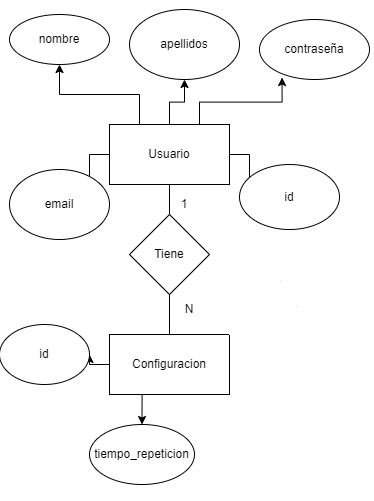 nombre
apellidos
contraseña
Usuario
email
id
1
Tiene
N
id
Configuracion
tiempo_repeticion